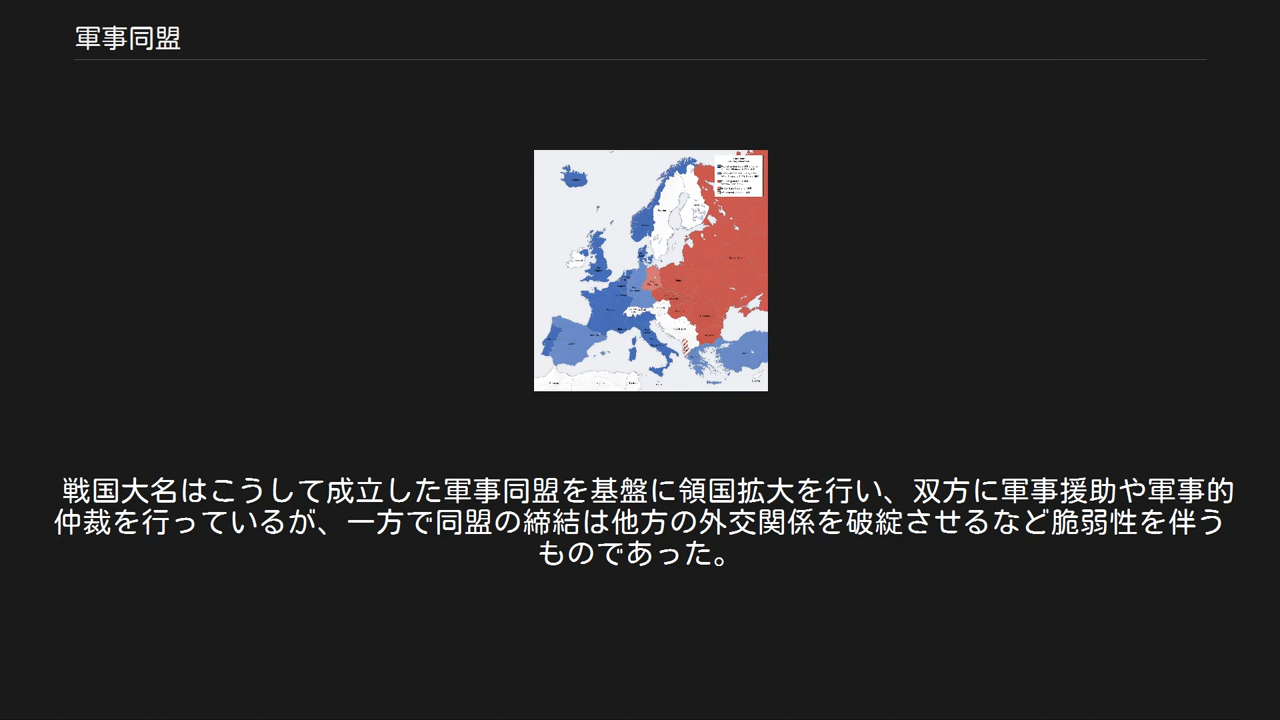 軍事同盟
戦国大名はこうして成立した軍事同盟を基盤に領国拡大を行い、双方に軍事援助や軍事的
仲裁を行っているが、一方で同盟の締結は他方の外交関係を破綻させるなど脆弱性を伴う
ものであった。